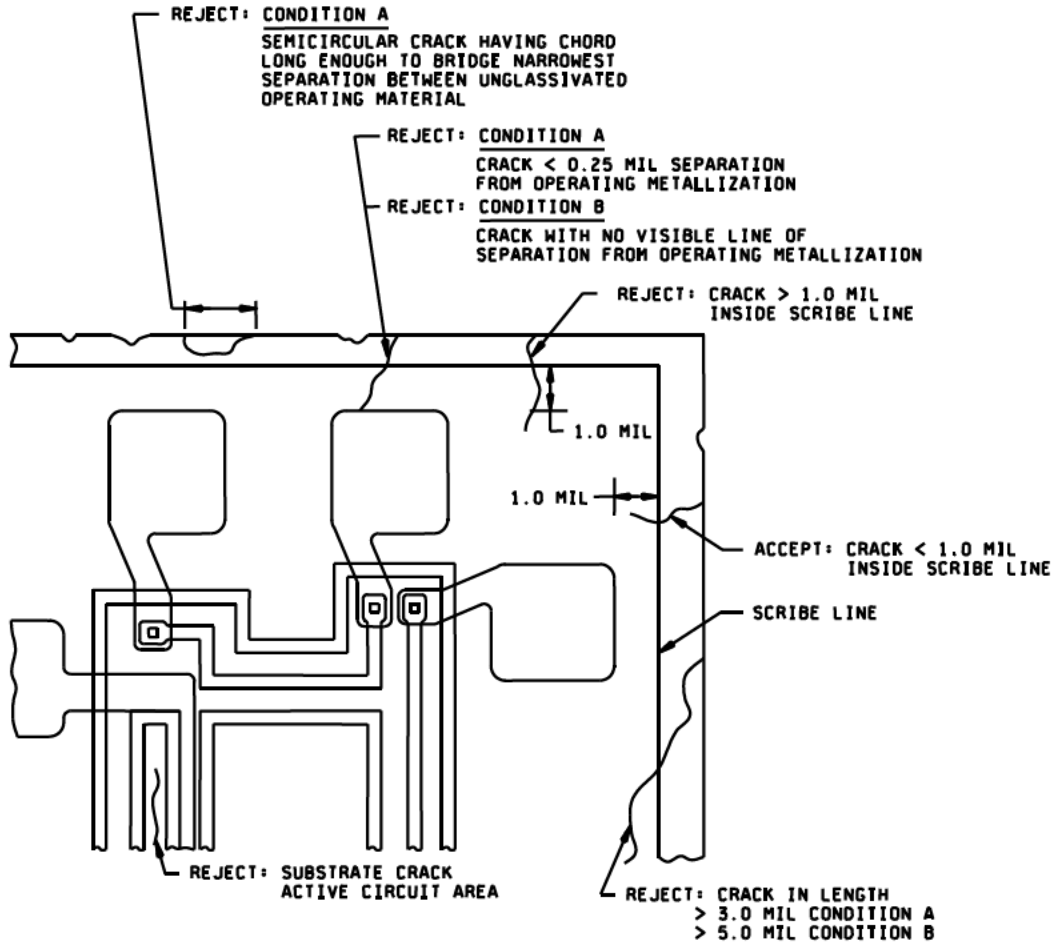 REJECT: CONDITION A
SEMICIRCULAR CRACK HAVING CHORD
LONG ENOUGH TO BRIDGE NARROWEST
SEPARATION BETWEEN UNGLASSIVATED
OPERATING MATERIAL
REJECT: CONDITION A
CRACK < 0.25 MIL SEPARATION
FROM OPERATING METALLIZATION
REJECT: CONDITION B
CRACK WITH NO VISIBLE LINE OF
SEPARATION FROM OPERATING METALLIZATION
REJECT: CRACK > 1.0 MIL
INSIDE SCRIBE LINE
1.0 MIL
1.0 MIL
ACCEPT: CRACK < 1.0 MIL
INSIDE SCRIBE LINE
SCRIBE LINE
REJECT: SUBSTRATE CRACK
ACTIVE CIRCUIT AREA
REJECT: CRACK IN LENGTH
> 3.0 MIL CONDITION A
> 5.0 MIL CONDITION B